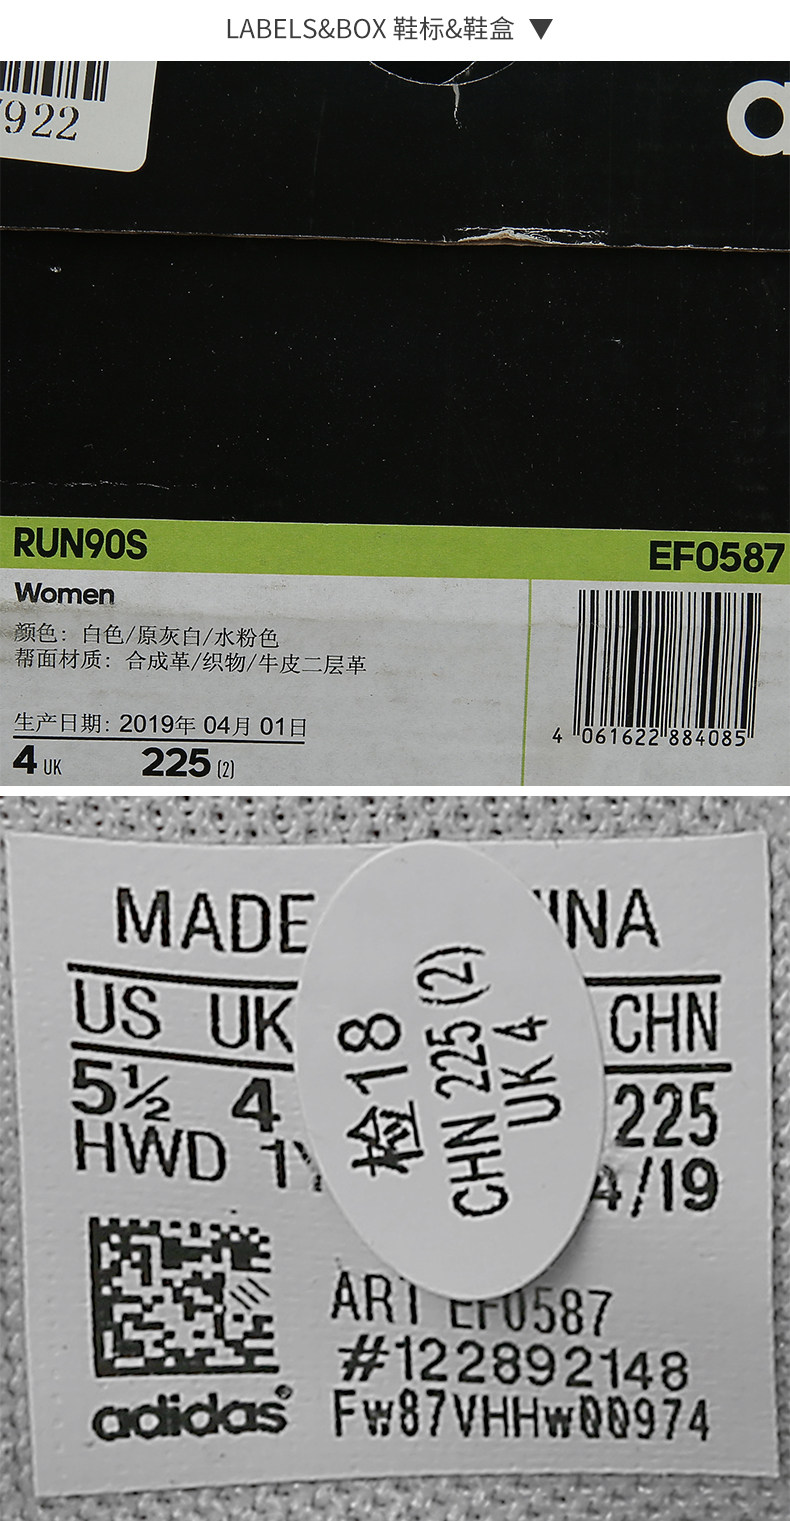 LABELS&BOX 鞋标&鞋盒 ▼
7922
RUN90S
EF0587
Women
颜色：白色/原灰白/水粉色
帮面材质：合成革/织物/牛皮二层革
生产日期：2019年 04月 01日
4 UK 225 (2)
4 061622 884085
MADE INA
US UK CHN
5½ 4 225
HWD 1 4/19
检18
CHN 225 (2)
UK 4
ART EF0587
#122892148
Fw87VHHw00974
adidas®